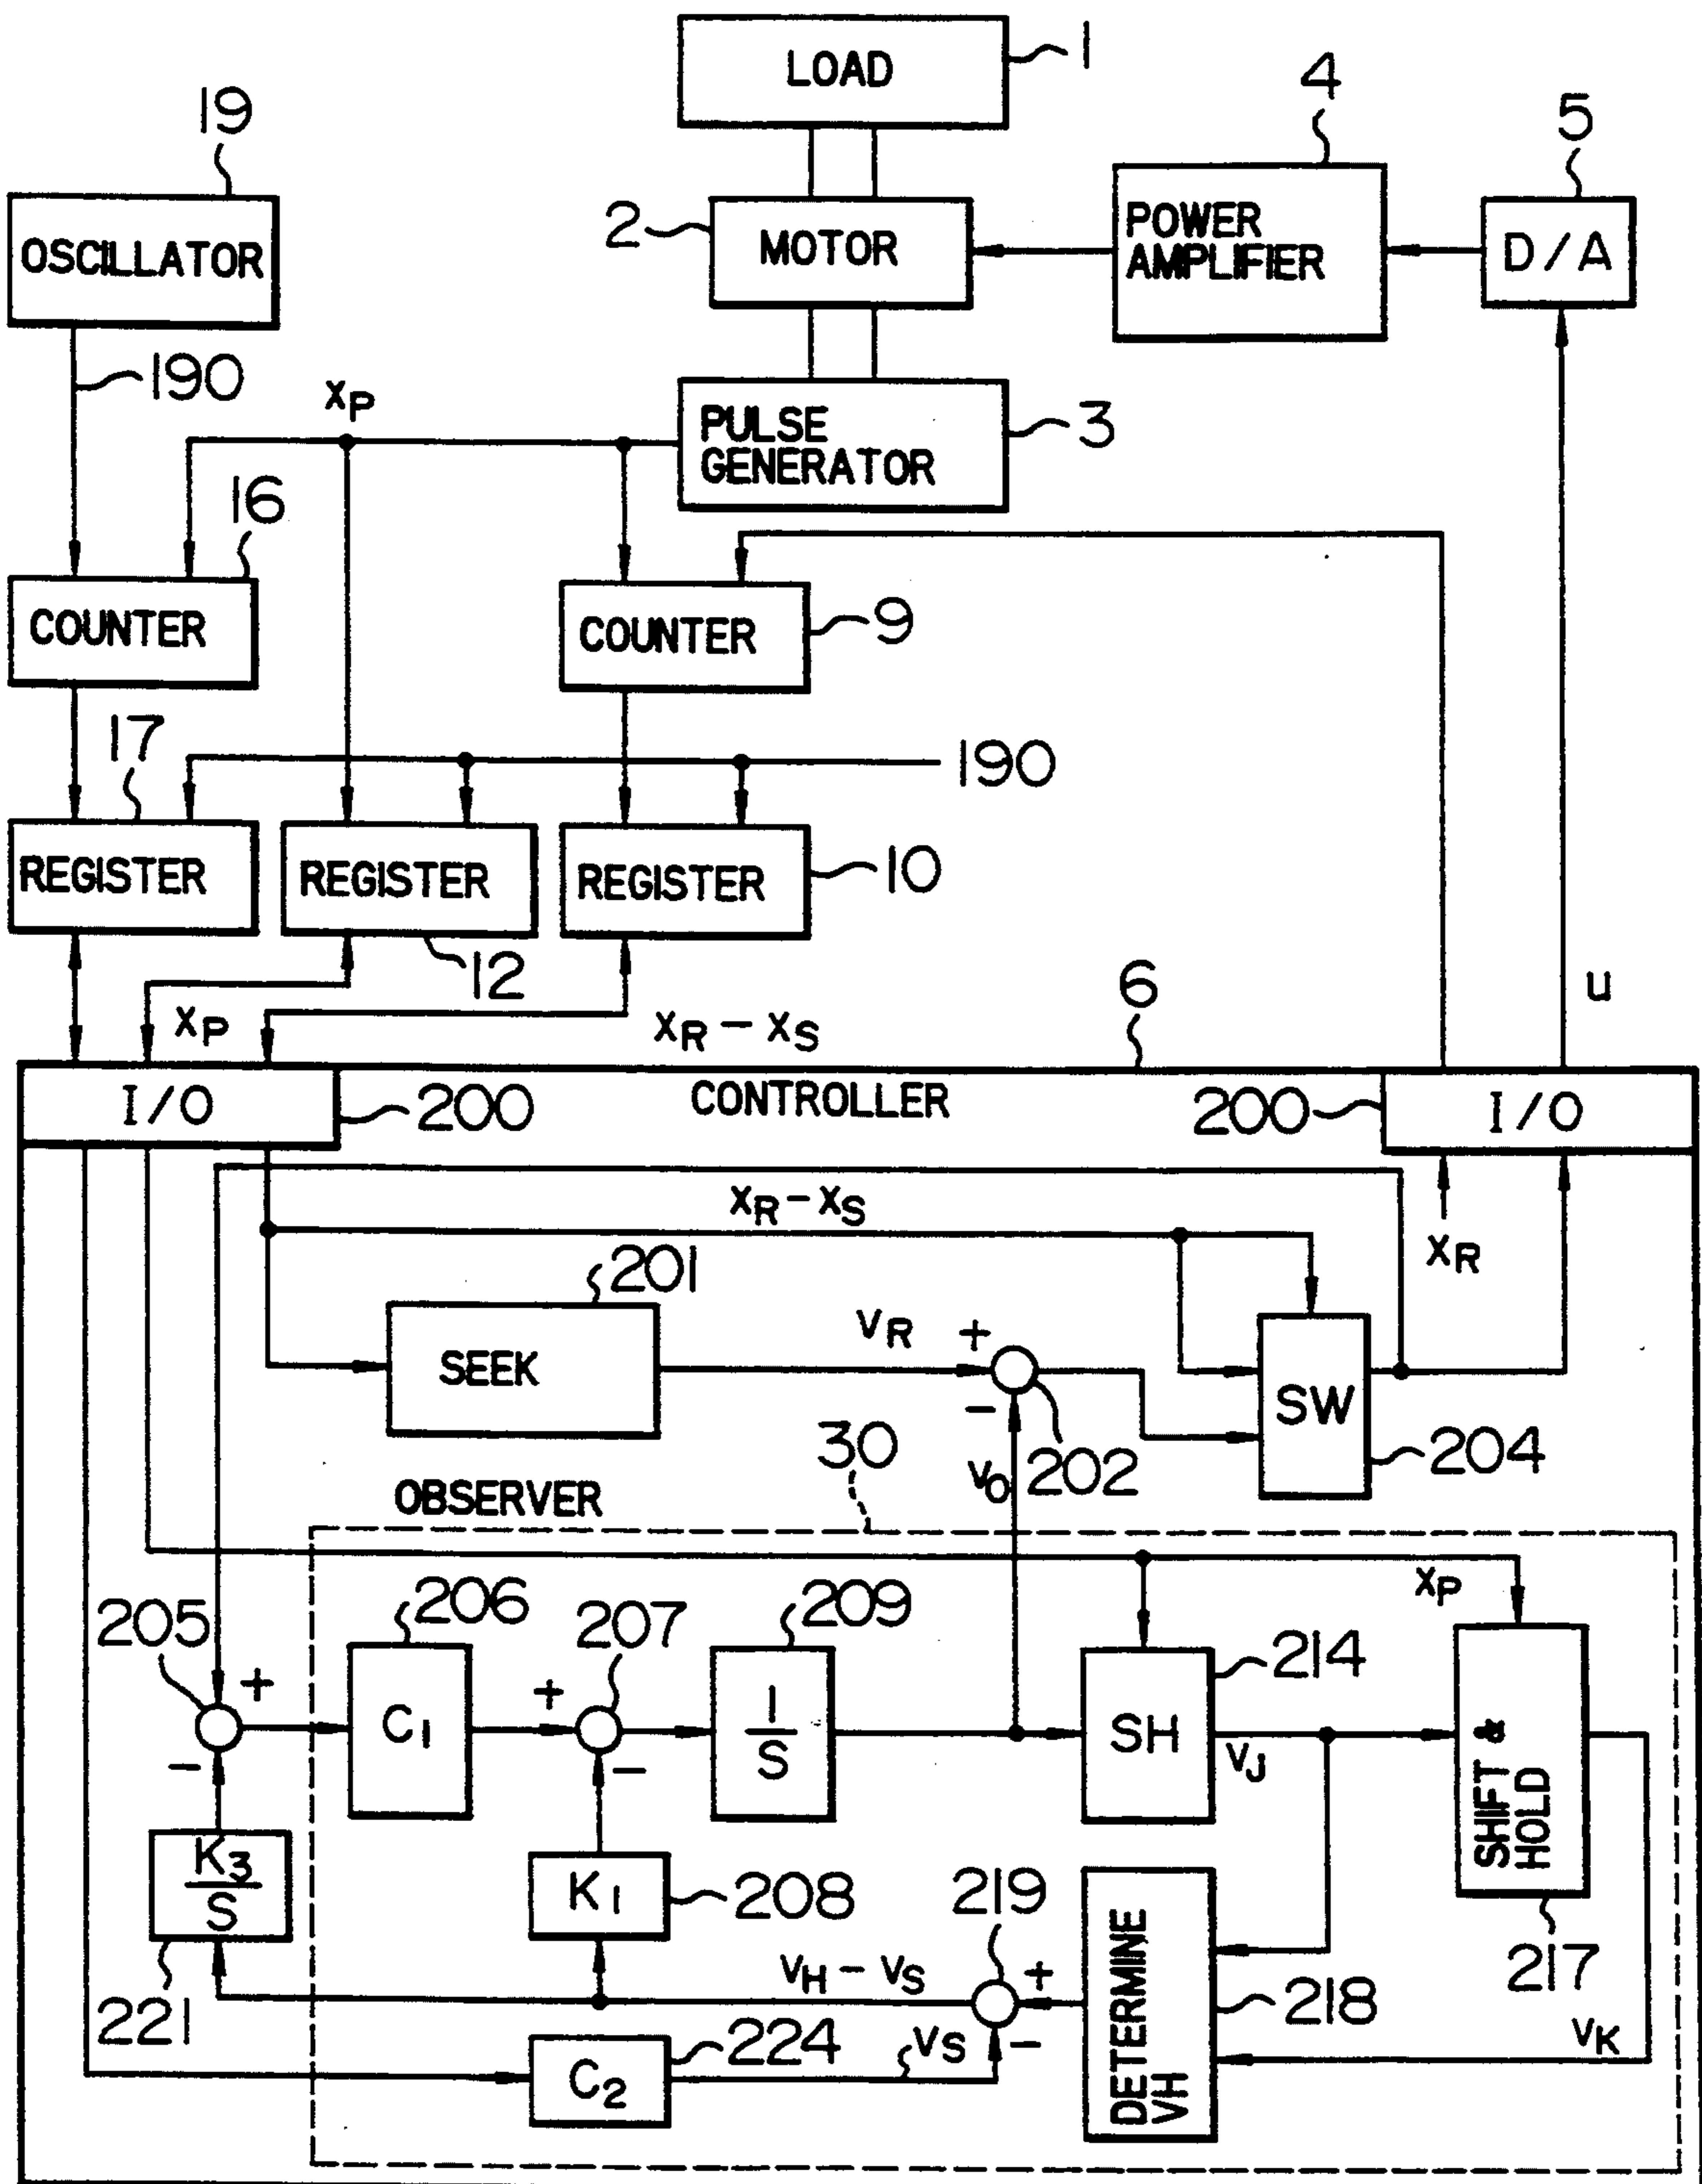 LOAD
1
19
4
5
OSCILLATOR
2
MOTOR
POWER
AMPLIFIER
D/A
190
xP
PULSE
GENERATOR
3
16
COUNTER
COUNTER
9
17
190
REGISTER
REGISTER
REGISTER
10
12
xP
xR – xS
6
u
I/O
200
CONTROLLER
200
I/O
xR – xS
xR
201
SEEK
vR
+
–
202
SW
204
30
vO
OBSERVER
xP
205
206
207
209
214
+
–
C1
+
–
1
S
SH
vJ
SHIFT &
HOLD
217
K3
S
221
K1
208
219
vH – vS
+
–
DETERMINE
VH
218
vK
C2
224
vS